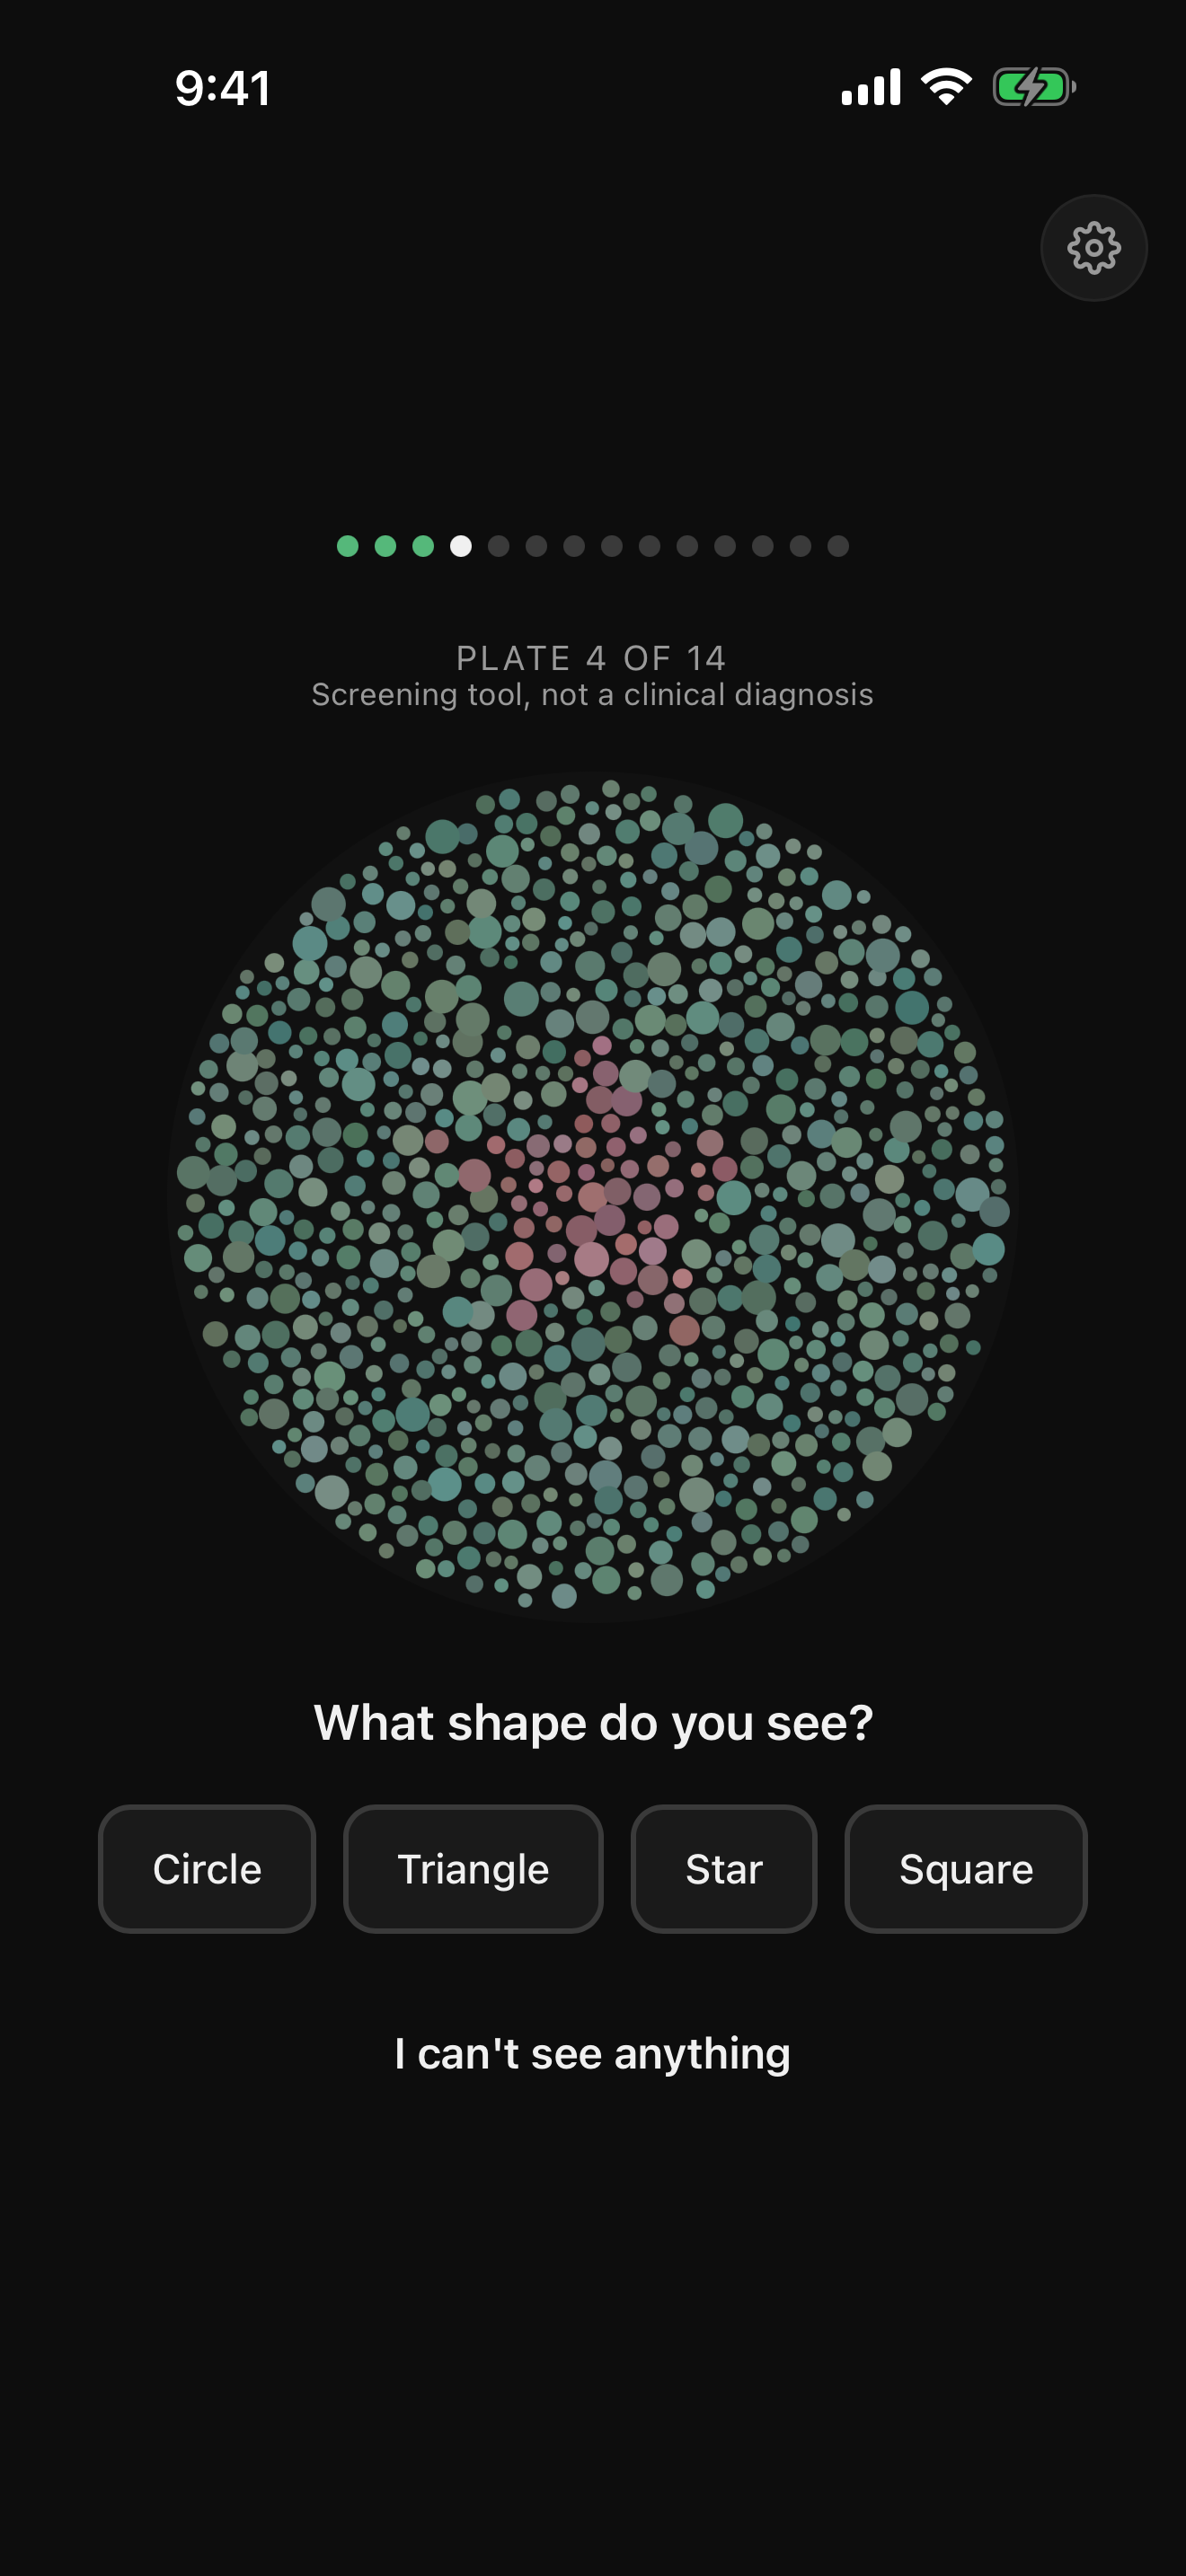 9:41
PLATE 4 OF 14
Screening tool, not a clinical diagnosis
What shape do you see?
Circle
Triangle
Star
Square
I can't see anything